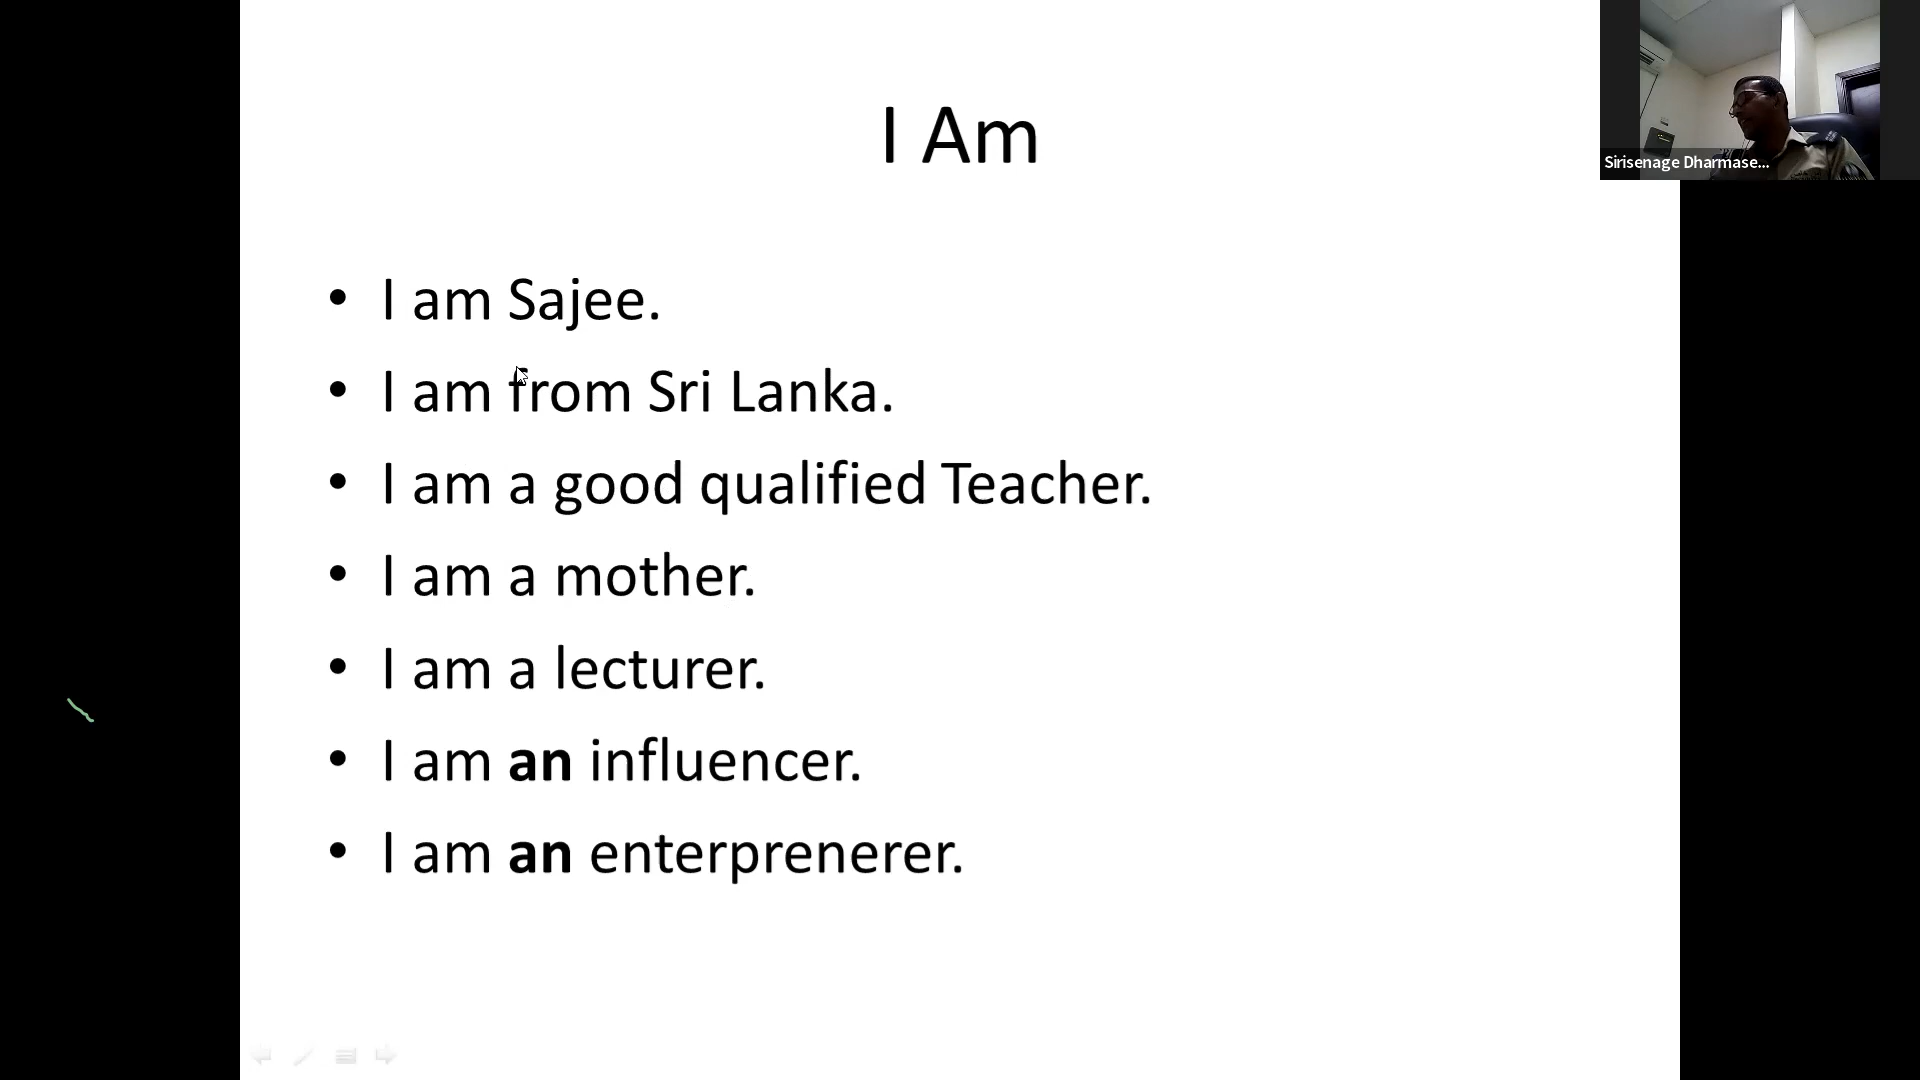 I Am
Sirisenage Dharmase...
• I am Sajee.
• I am from Sri Lanka.
• I am a good qualified Teacher.
• I am a mother.
• I am a lecturer.
• I am an influencer.
• I am an enterprenerer.